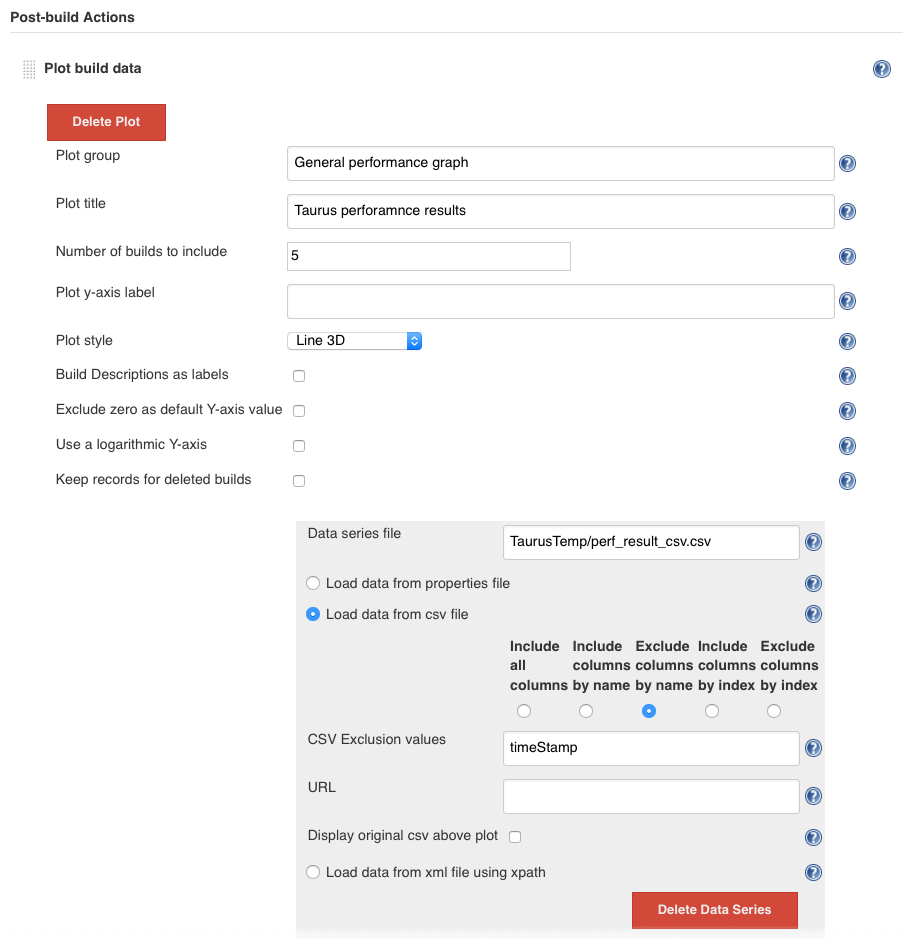 Post-build Actions
Plot build data
Delete Plot
Plot group
General performance graph
Plot title
Taurus perforamnce results
Number of builds to include
5
Plot y-axis label
Plot style
Line 3D
Build Descriptions as labels
Exclude zero as default Y-axis value
Use a logarithmic Y-axis
Keep records for deleted builds
Data series file
TaurusTemp/perf_result_csv.csv
Load data from properties file
Load data from csv file
Include Include Exclude Include Exclude
all columns columns columns columns
columns by name by name by index by index
CSV Exclusion values
timeStamp
URL
Display original csv above plot
Load data from xml file using xpath
Delete Data Series